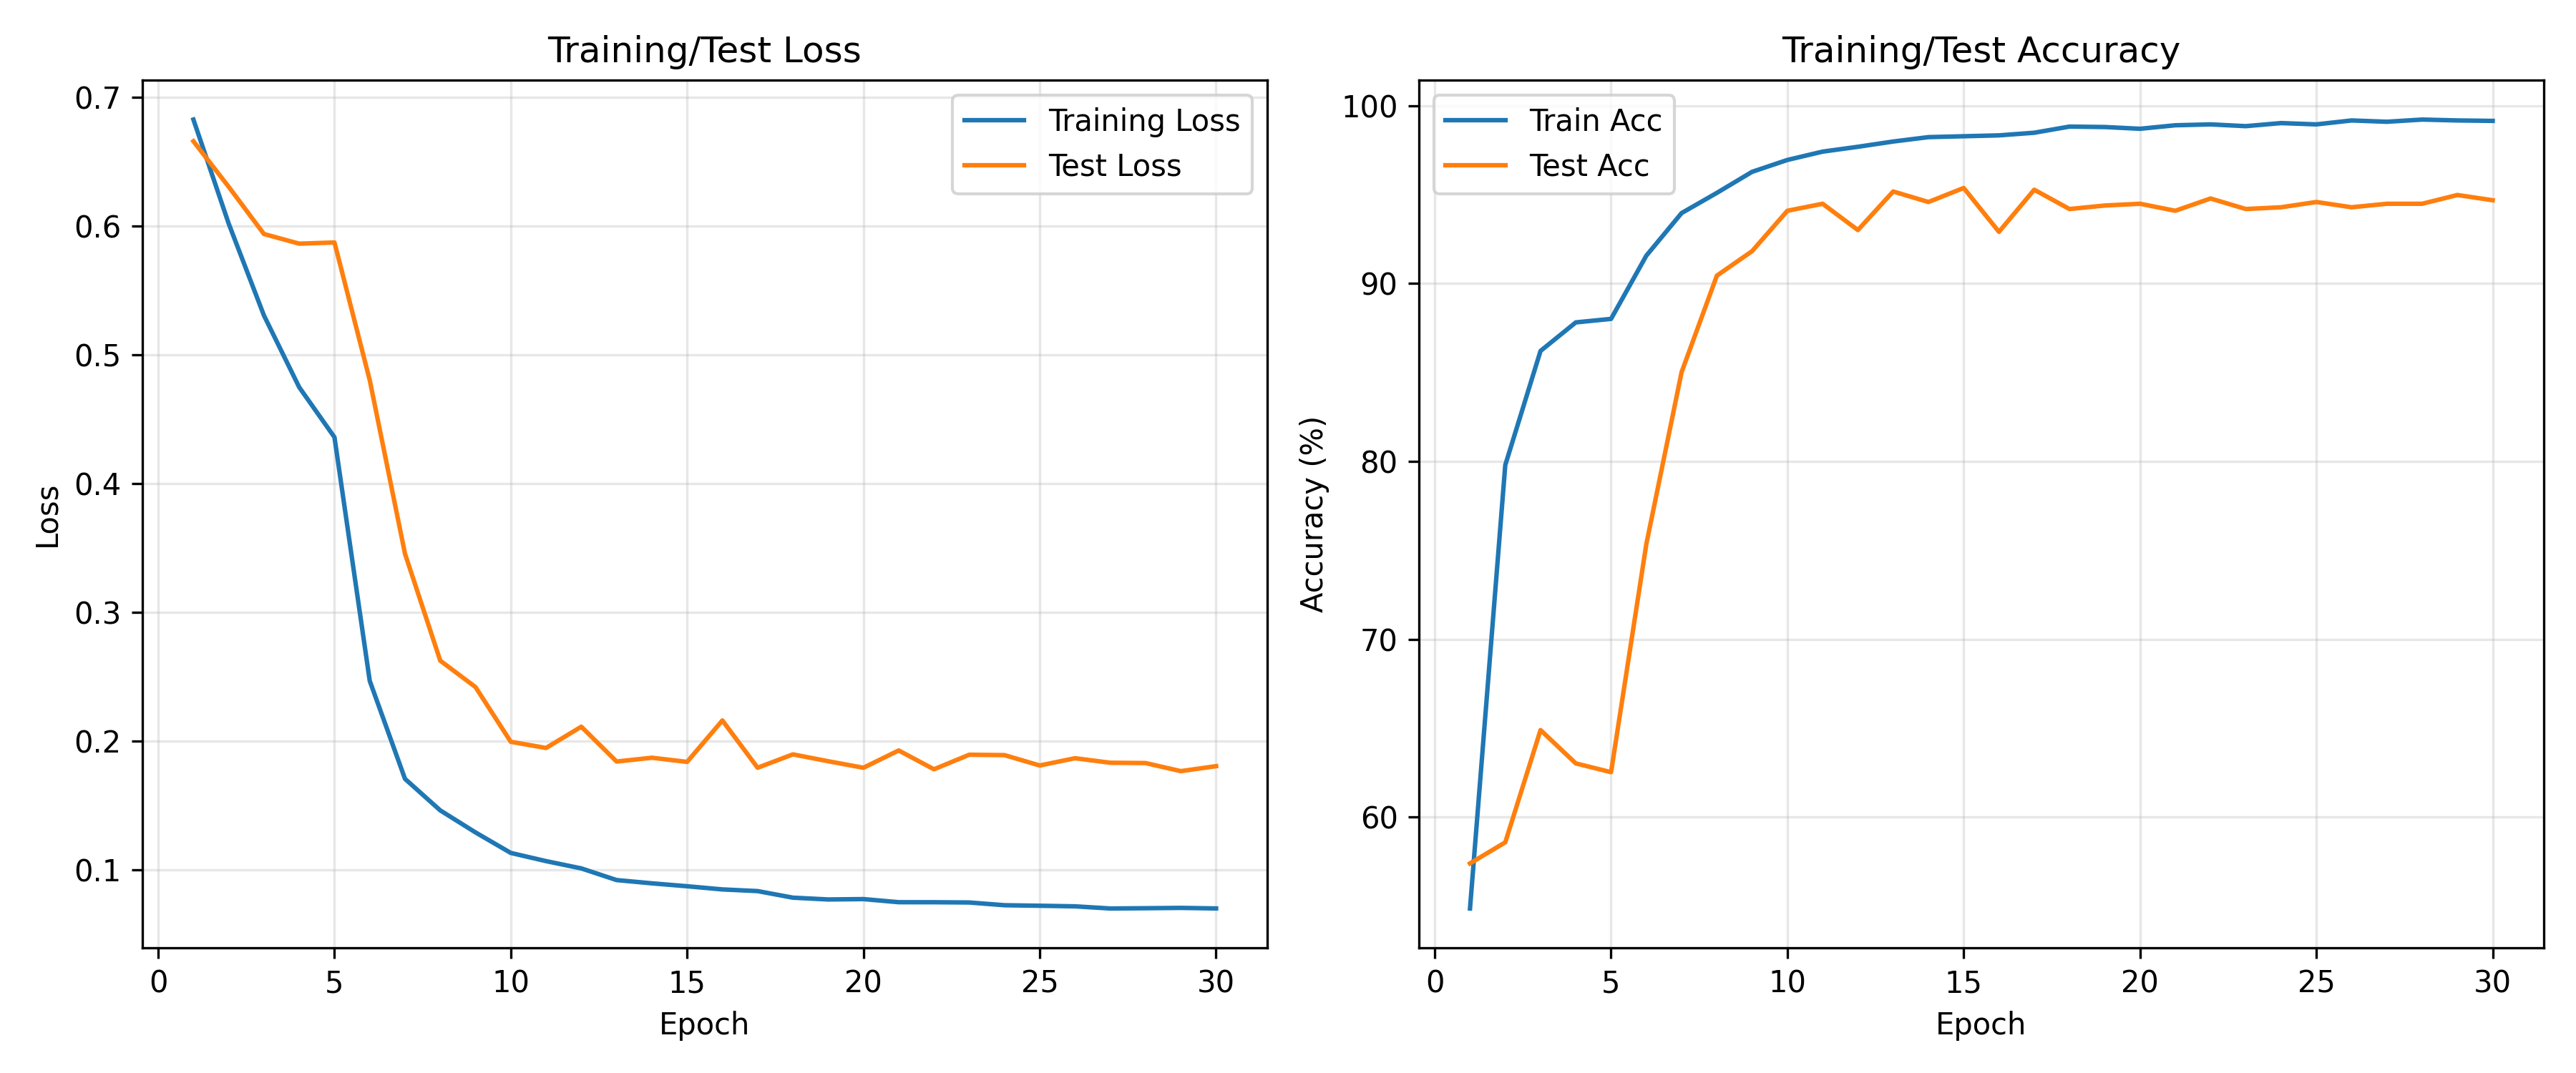 Training/Test Loss
0.7
0.6
0.5
0.4
0.3
0.2
0.1
Loss
Training Loss
Test Loss
0 5 10 15 20 25 30
Epoch
Training/Test Accuracy
100
90
80
70
60
Accuracy (%)
Train Acc
Test Acc
0 5 10 15 20 25 30
Epoch